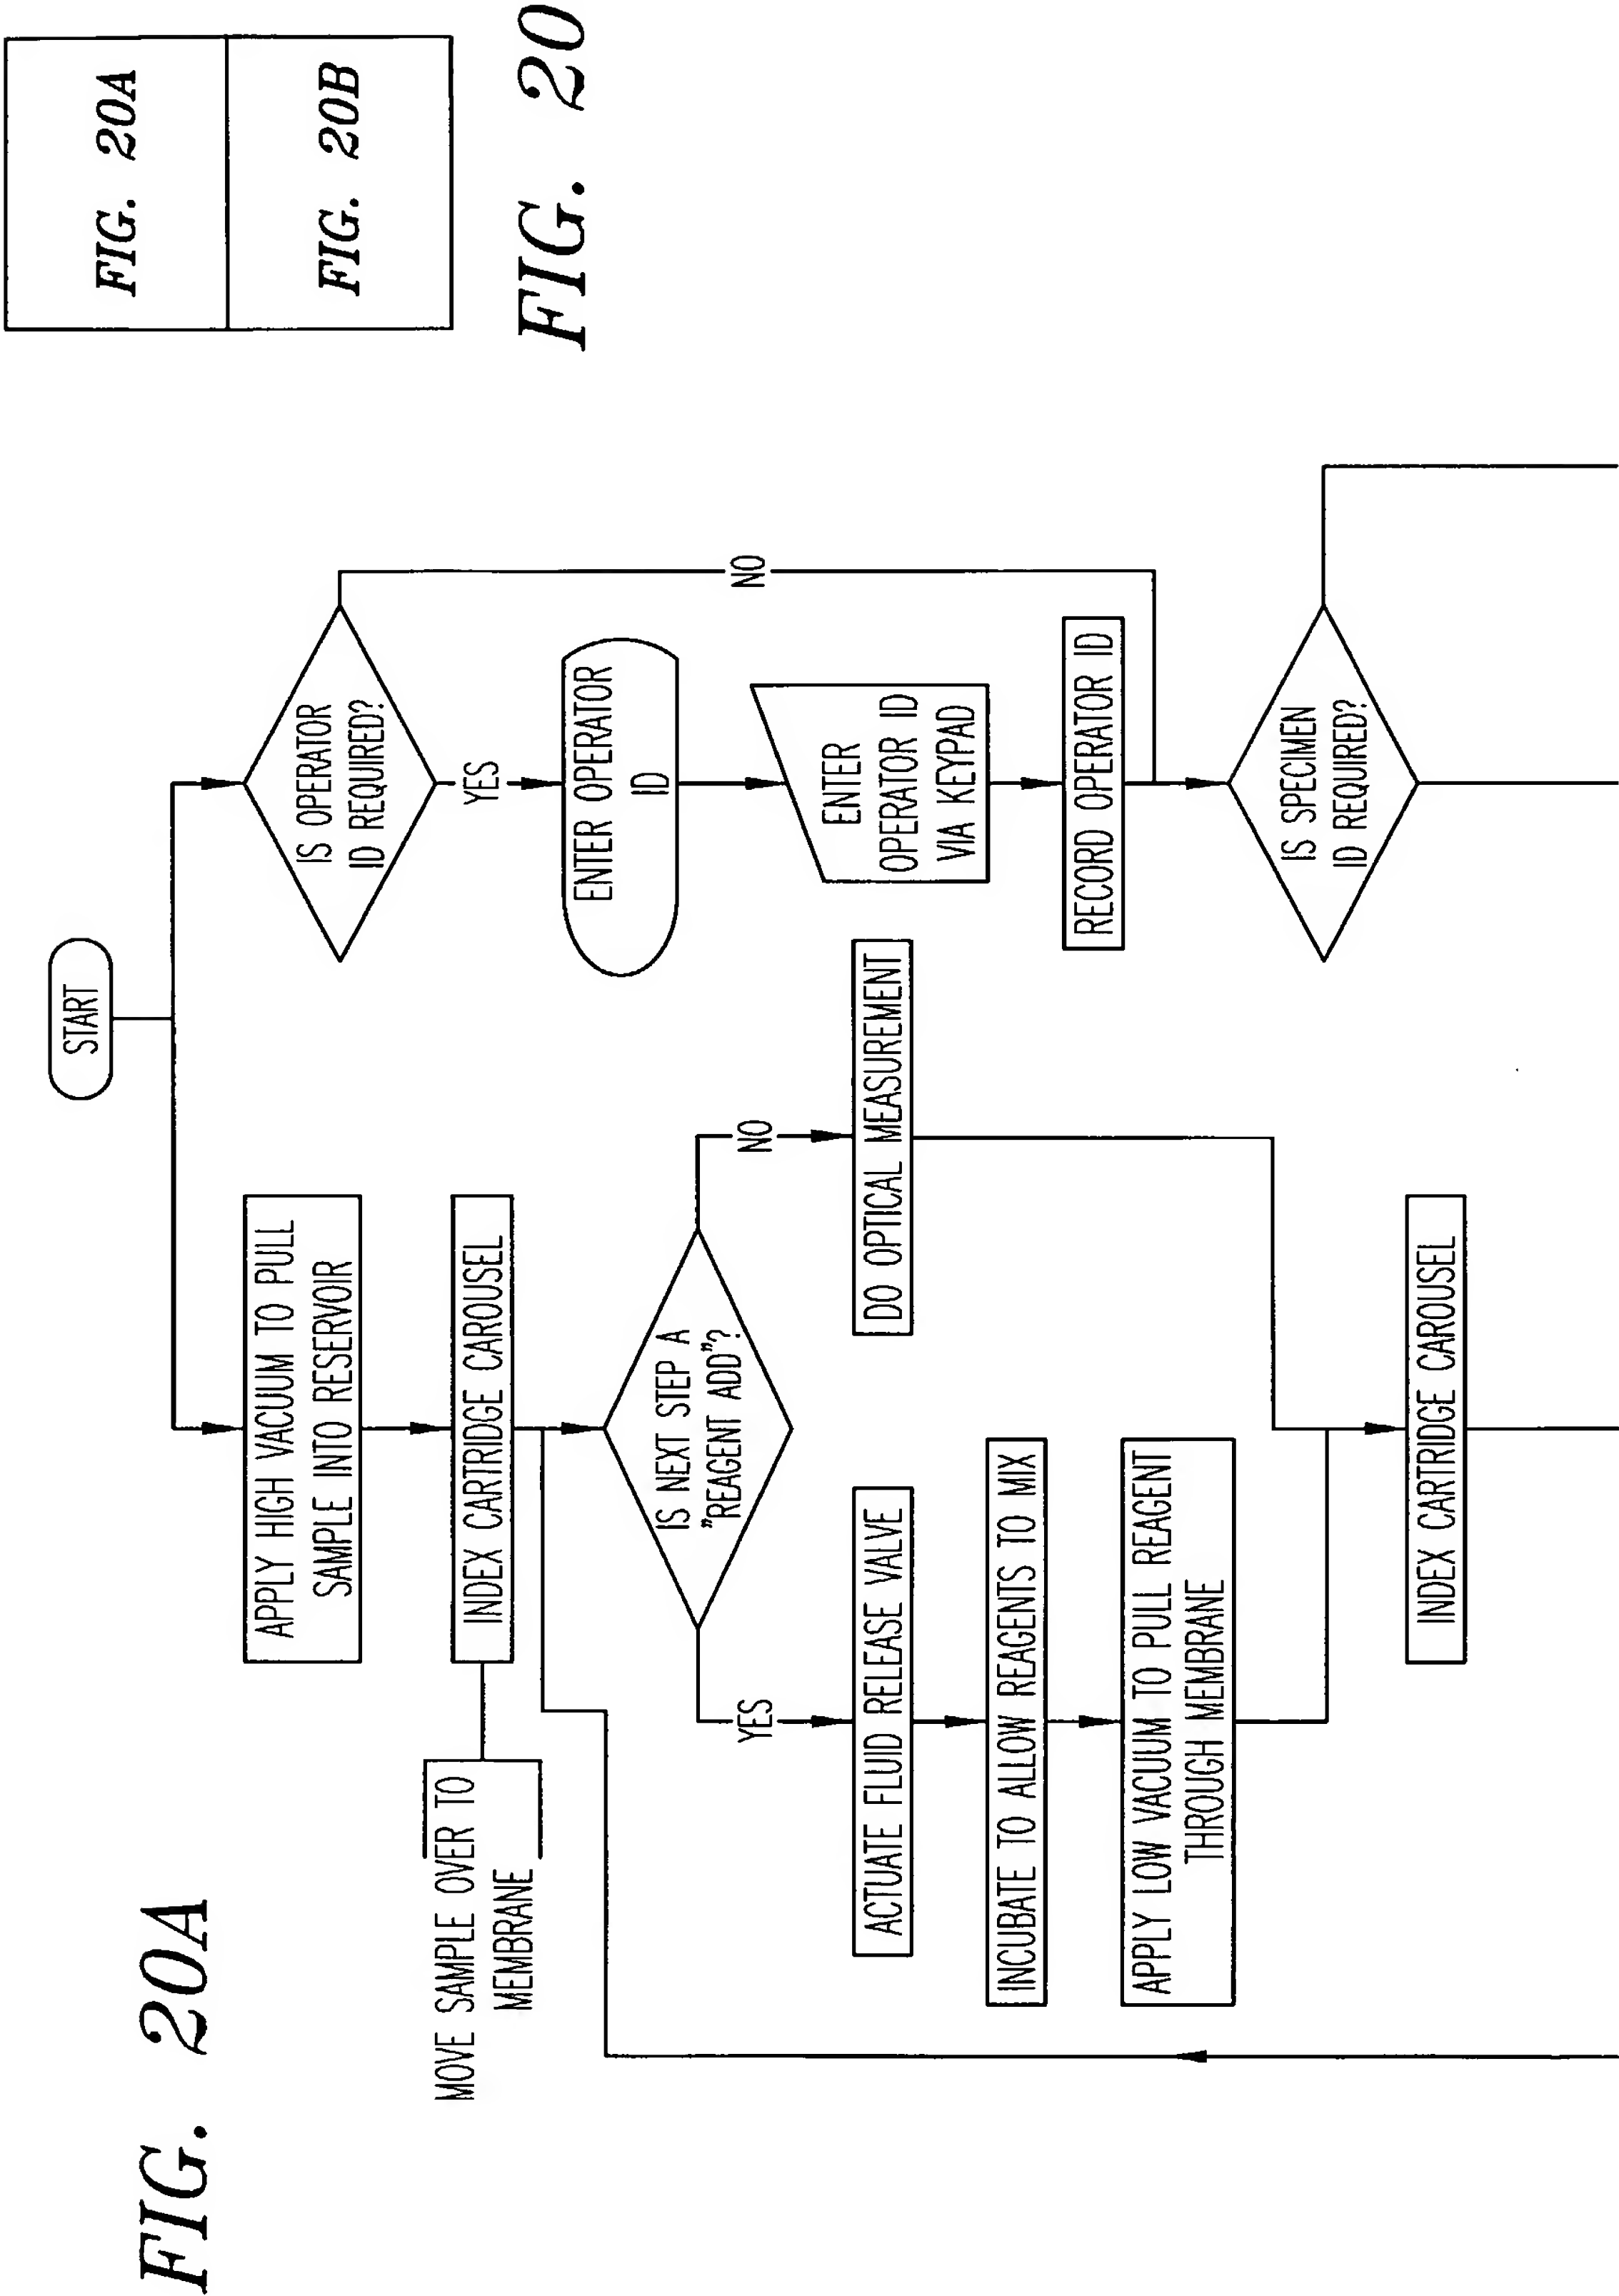 FIG. 20A
START
APPLY HIGH VACUUM TO PULL
SAMPLE INTO RESERVOIR
INDEX CARTRIDGE CAROUSEL
MOVE SAMPLE OVER TO
MEMBRANE
IS NEXT STEP A
"REAGENT ADD"?
YES
NO
ACTUATE FLUID RELEASE VALVE
INCUBATE TO ALLOW REAGENTS TO MIX
APPLY LOW VACUUM TO PULL REAGENT
THROUGH MEMBRANE
DO OPTICAL MEASUREMENT
INDEX CARTRIDGE CAROUSEL
IS OPERATOR
ID REQUIRED?
YES
NO
ENTER OPERATOR
ID
ENTER
OPERATOR ID
VIA KEYPAD
RECORD OPERATOR ID
IS SPECIMEN
ID REQUIRED?
FIG. 20A
FIG. 20B
FIG. 20